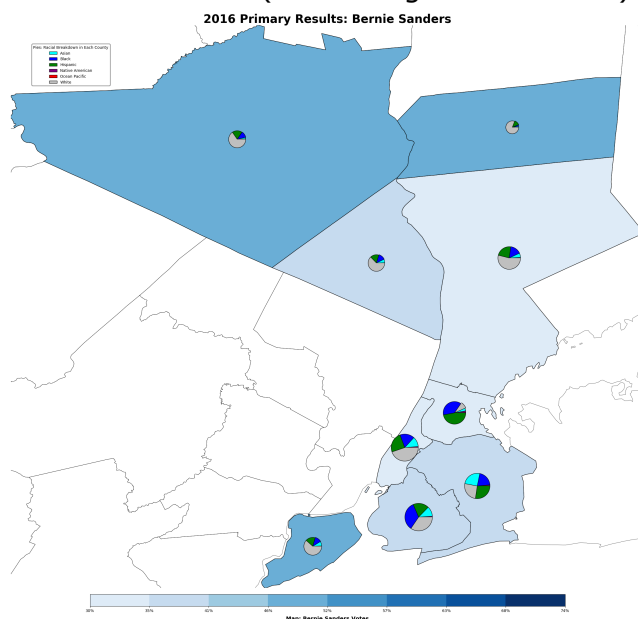 2016 Primary Results: Bernie Sanders
Pies: Racial Breakdown in Each County
Asian
Black
Hispanic
Native American
Ocean Pacific
White
30% 35% 41% 46% 52% 57% 63% 68% 74%
Map: Bernie Sanders Votes